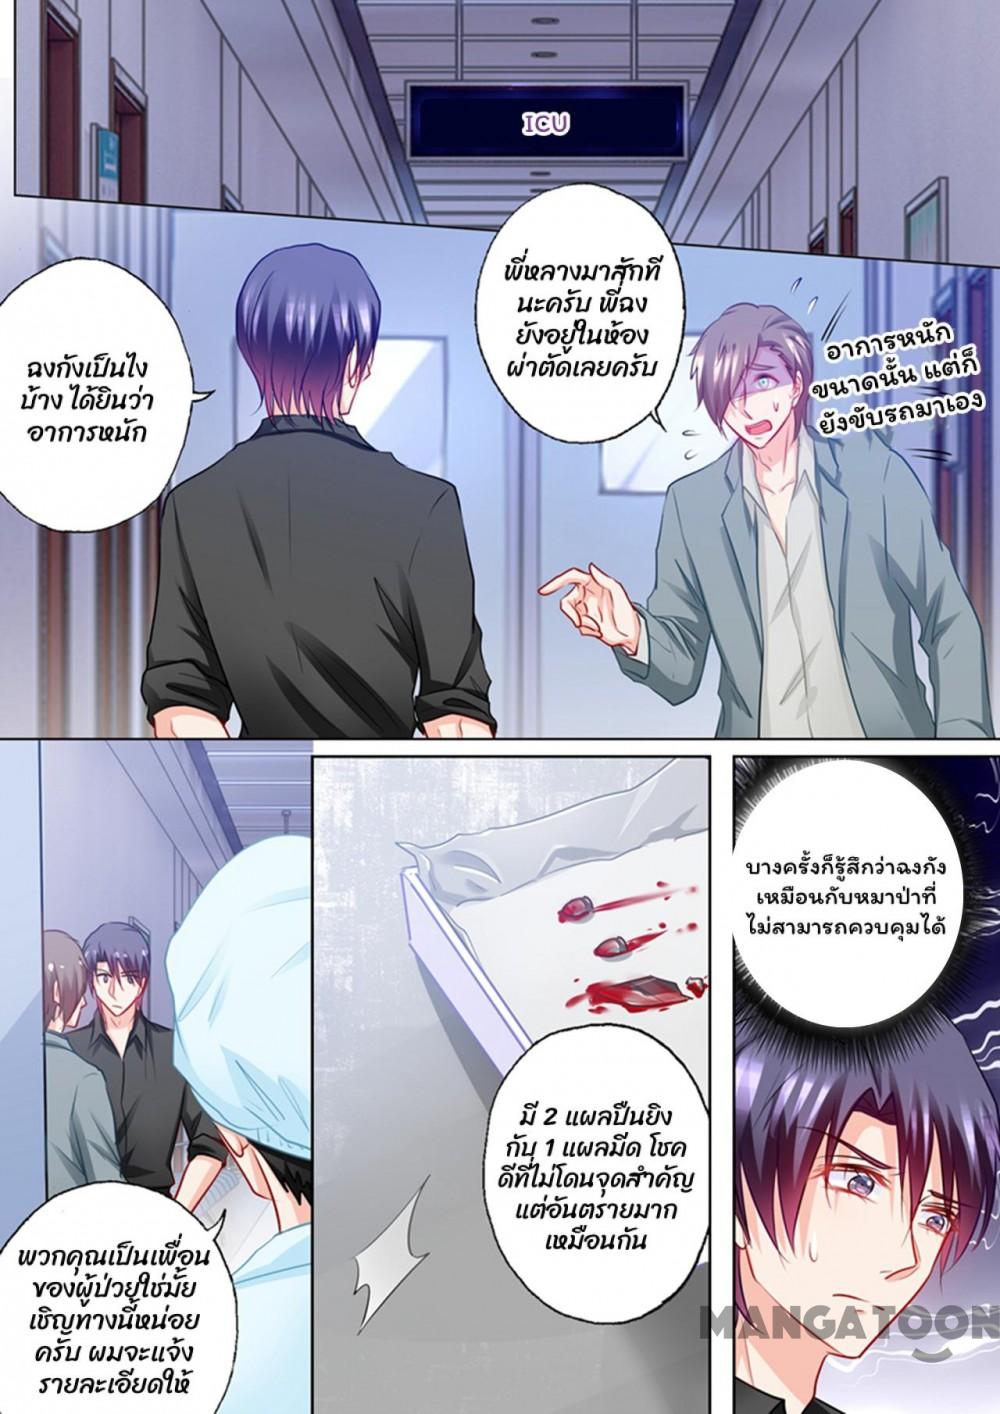 ICU
ฉงกังเป็นไง
บ้าง ได้ยินว่า
อาการหนัก
พี่หลางมาสักที
นะครับ พี่ฉง
ยังอยู่ในห้อง
ผ่าตัดเลยครับ
อาการหนัก
ขนาดนั้น แต่ก็
ยังขับรถมาเอง
พวกคุณเป็นเพื่อน
ของผู้ป่วยใช่มั้ย
เชิญทางนี้หน่อย
ครับ ผมจะแจ้ง
รายละเอียดให้
มี 2 แผลปืนยิง
กับ 1 แผลมีด โชค
ดีที่ไม่โดนจุดสำคัญ
แต่อันตรายมาก
เหมือนกัน
บางครั้งก็รู้สึกว่าฉงกัง
เหมือนกับหมาป่าที่
ไม่สามารถควบคุมได้
MANGATOON